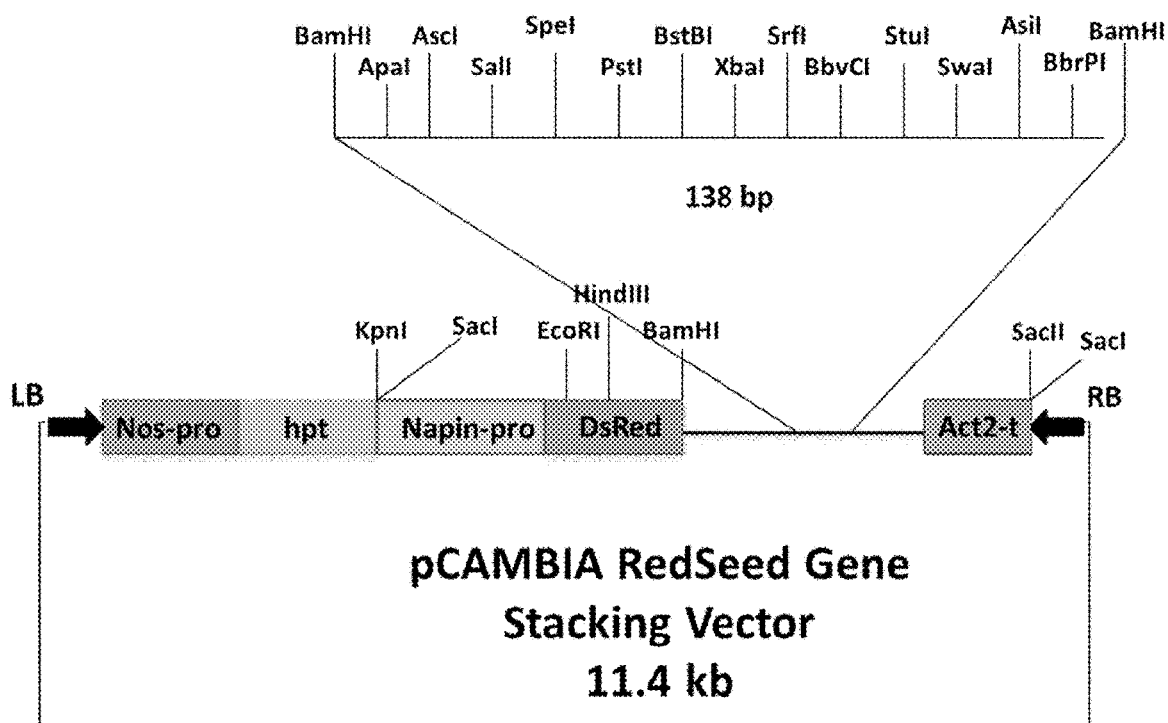 BamHI AscI SpeI BstBI SrfI StuI AsiI BamHI
ApaI SalI PstI XbaI BbvCI SwaI BbrPI
138 bp
HindIII
KpnI SacI EcoRI BamHI SacII SacI
LB RB
Nos-pro hpt Napin-pro DsRed Act2-t
pCAMBIA RedSeed Gene
Stacking Vector
11.4 kb